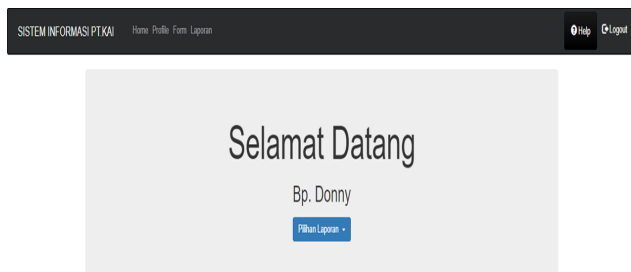 SISTEM INFORMASI PT.KAI Home Profile Form Laporan Help Logout
Selamat Datang
Bp. Donny
Pilihan Laporan